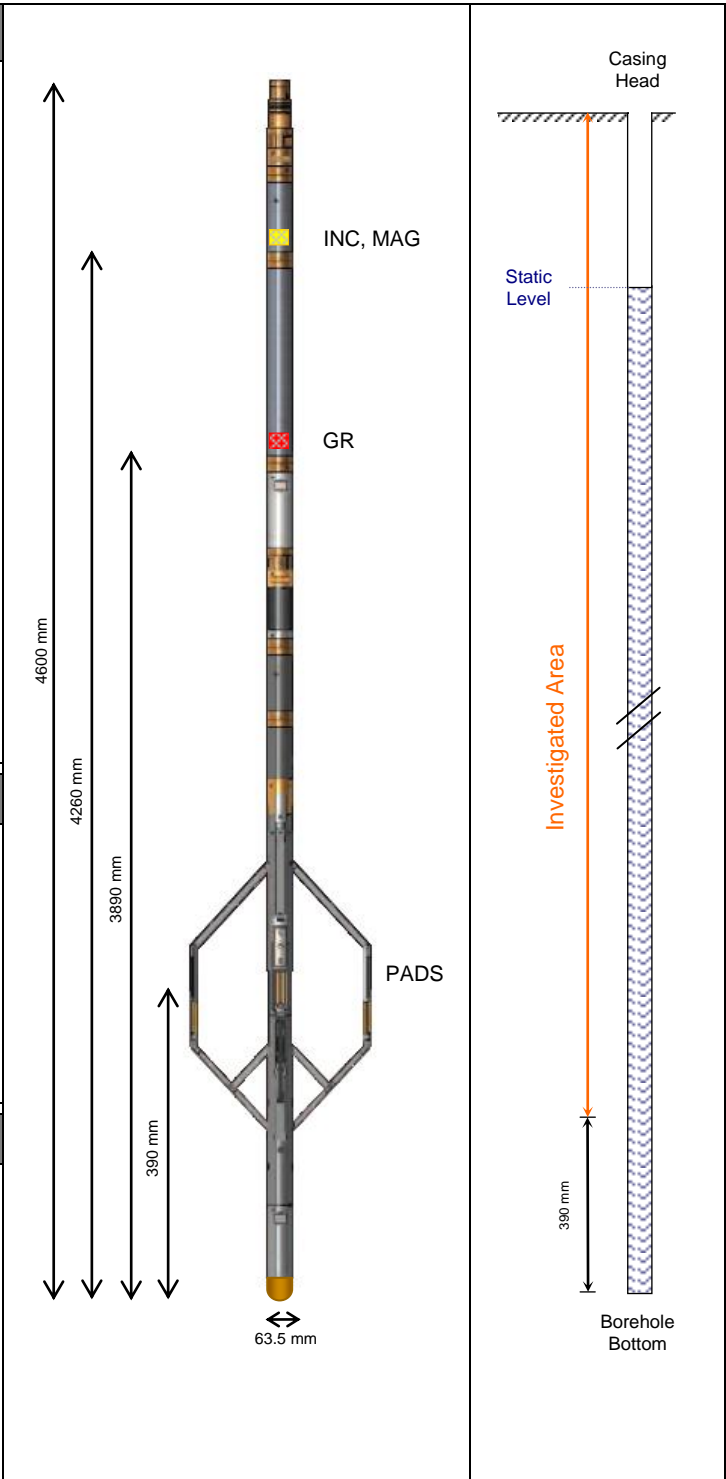 INC, MAG
GR
PADS
4600 mm
4260 mm
3890 mm
390 mm
63.5 mm
Casing
Head
Static
Level
Investigated Area
390 mm
Borehole
Bottom